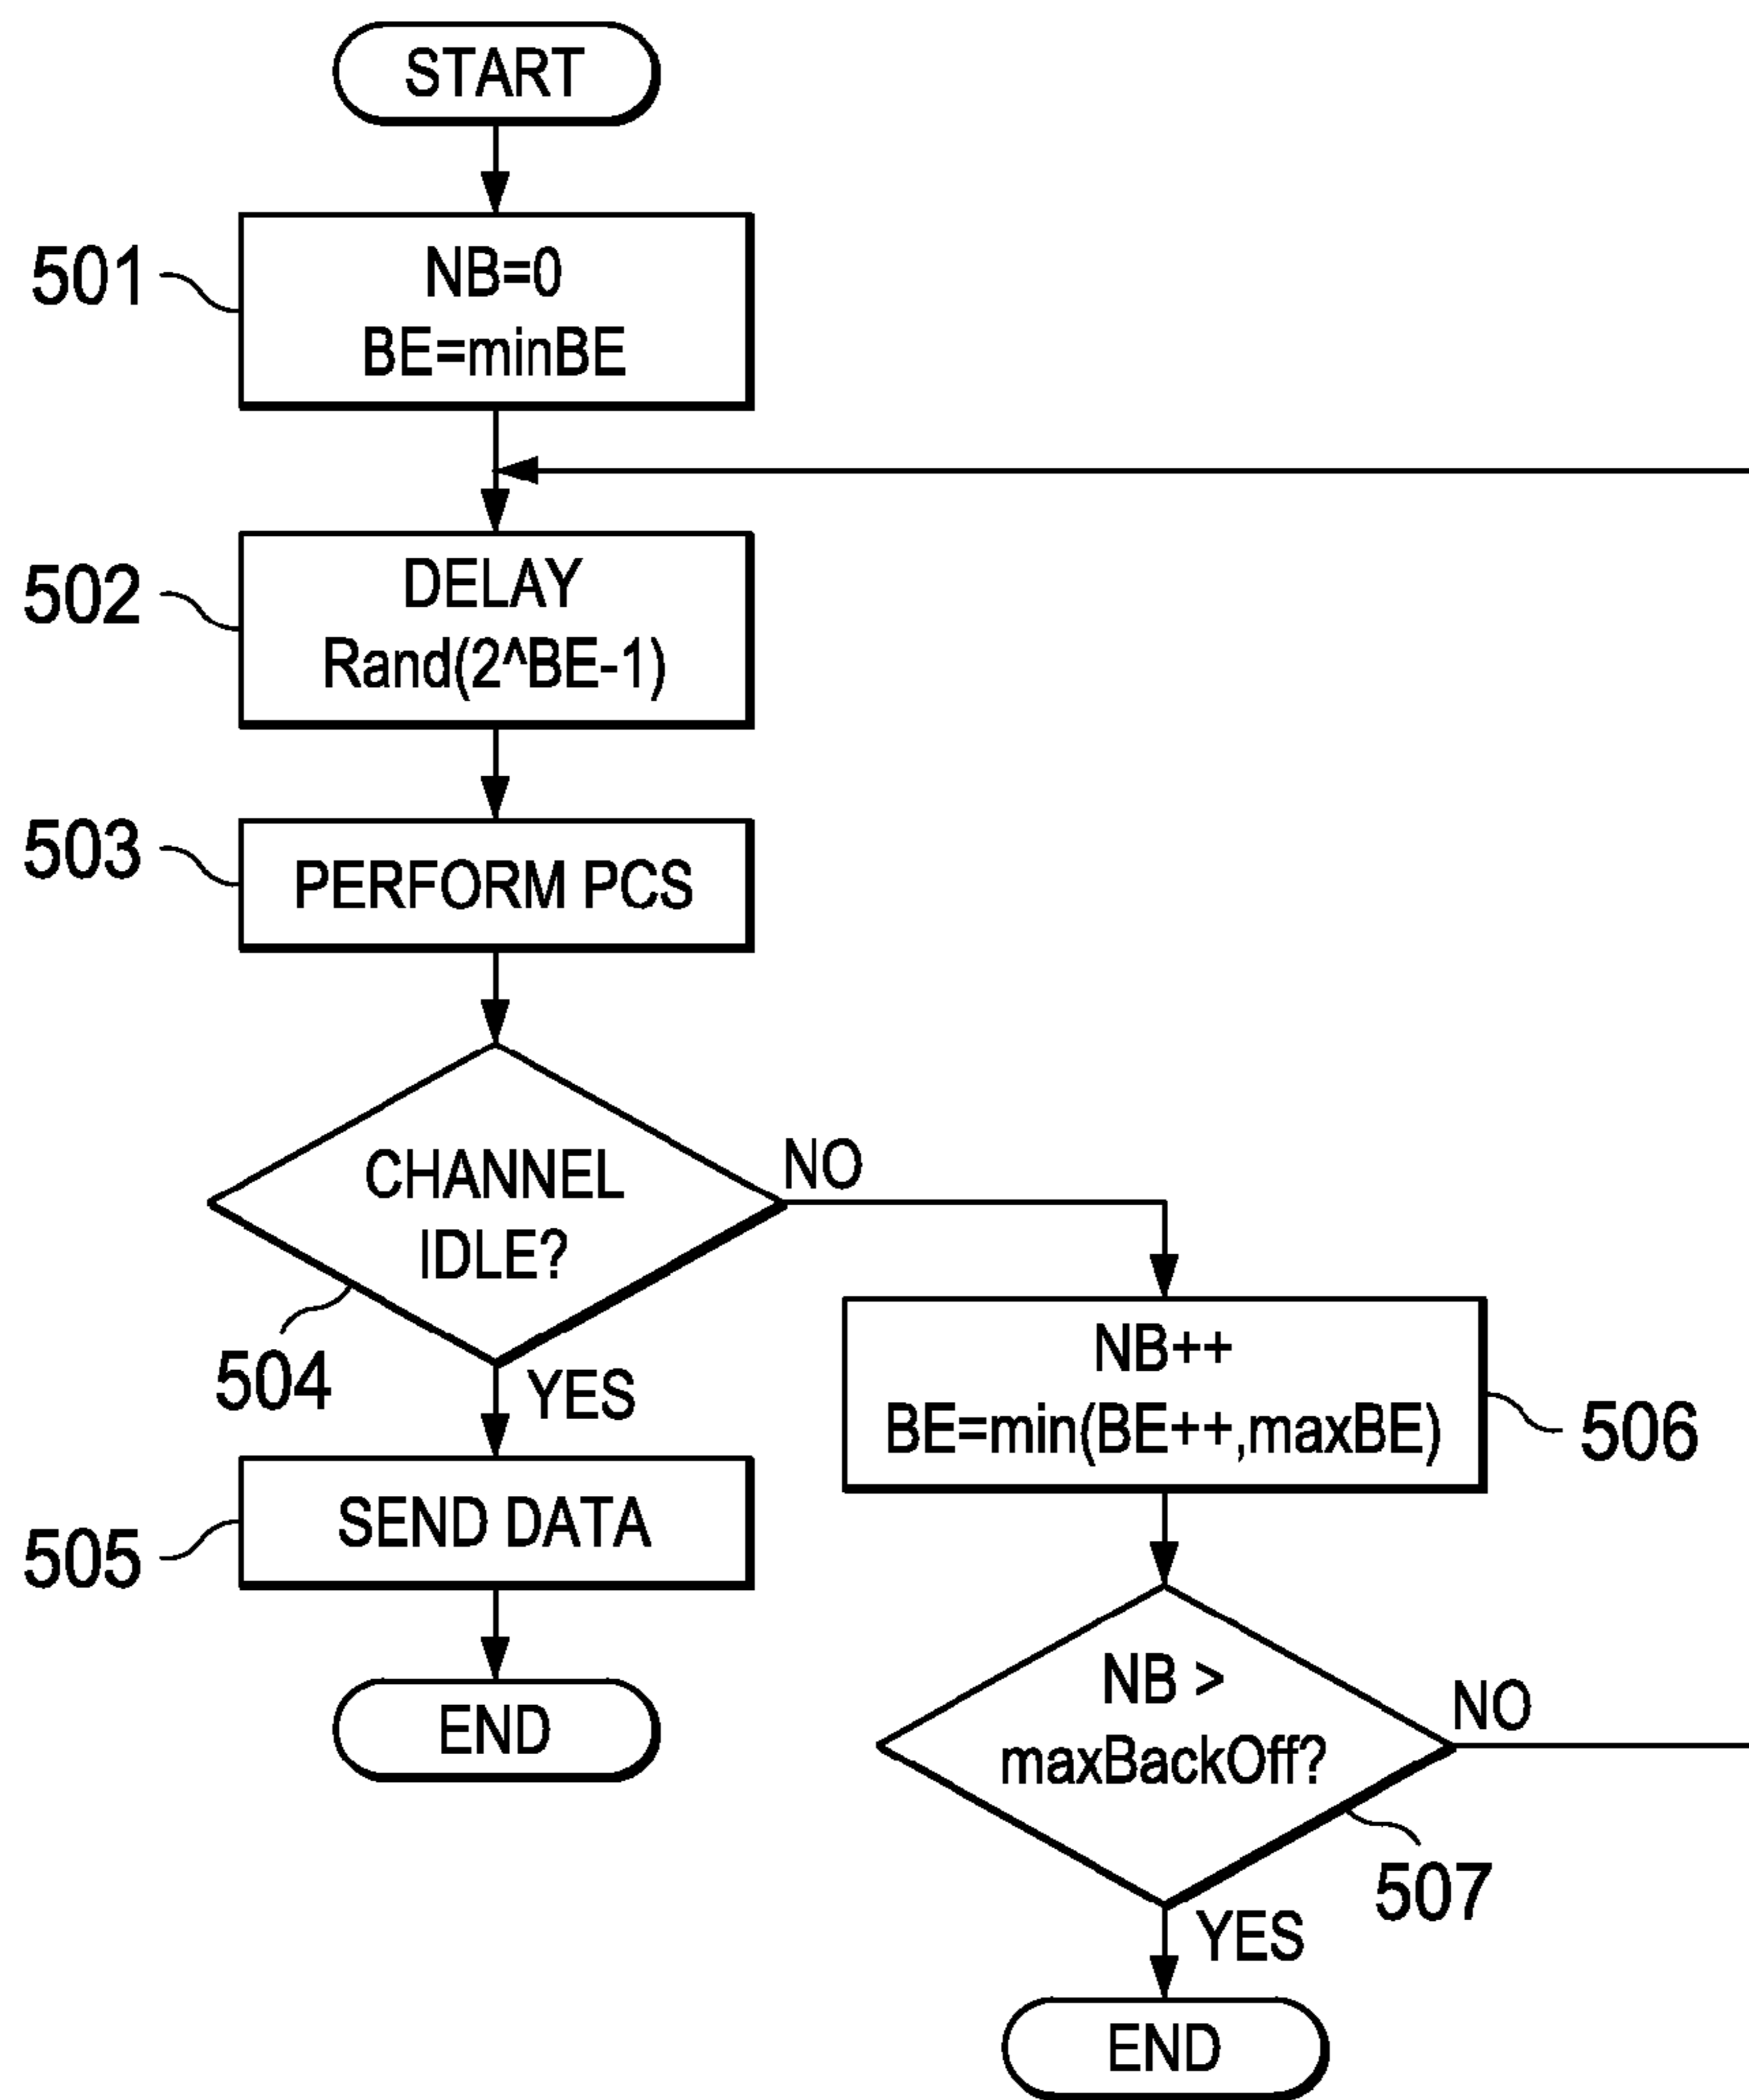 START
501
NB=0
BE=minBE
502
DELAY
Rand(2^BE-1)
503
PERFORM PCS
CHANNEL
IDLE?
NO
504
YES
NB++
BE=min(BE++,maxBE)
506
505
SEND DATA
END
NB >
maxBackOff?
NO
507
YES
END